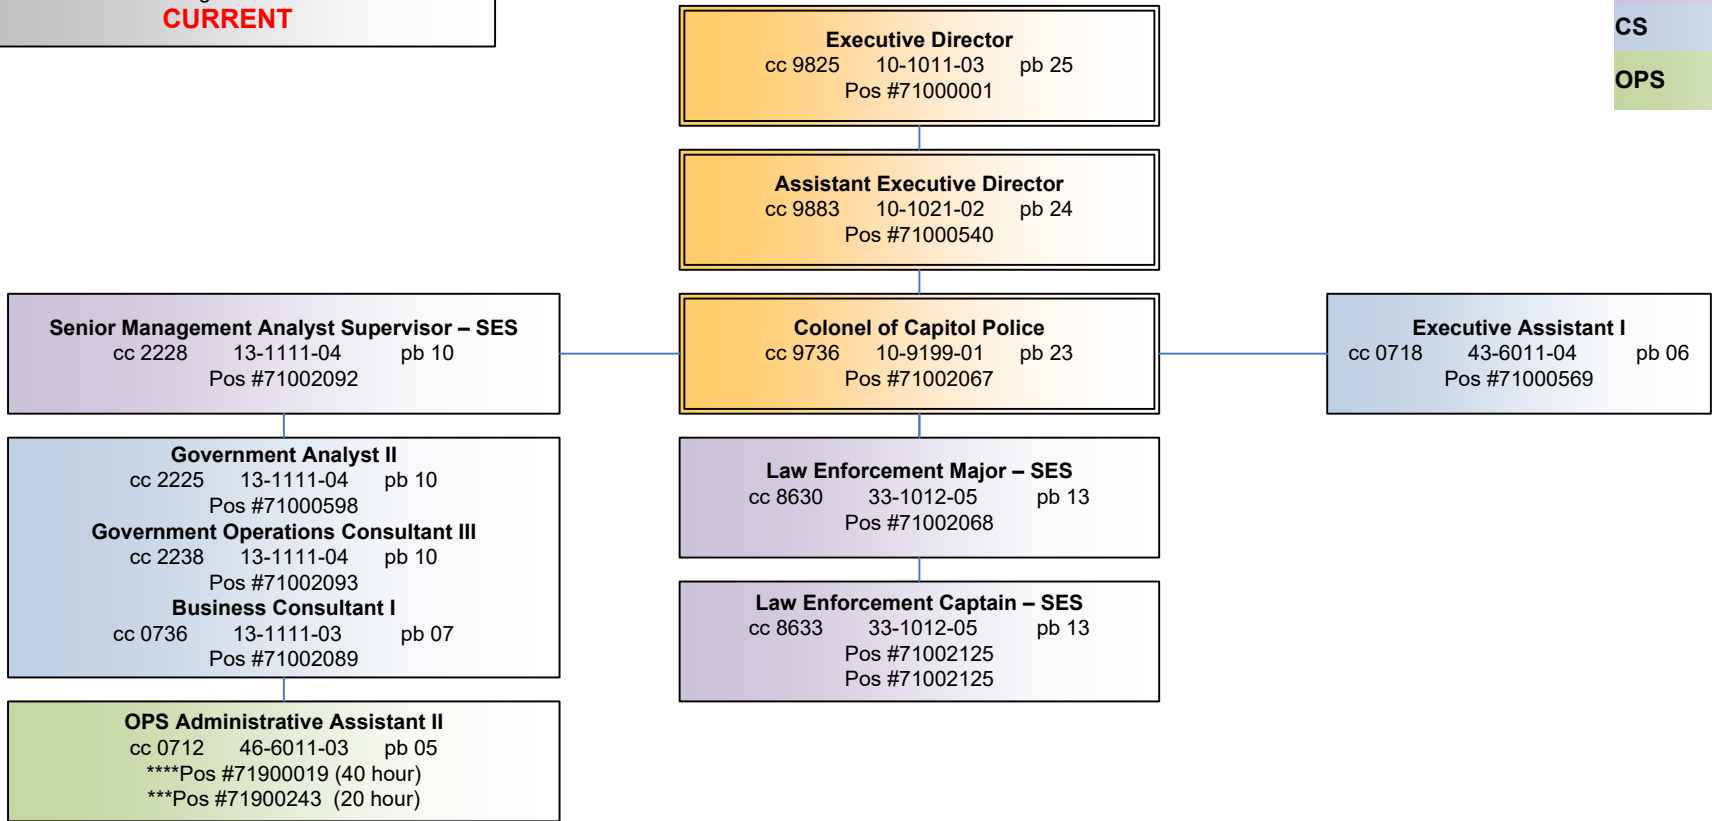 CURRENT
CS
OPS
Executive Director
cc 9825 10-1011-03 pb 25
Pos #71000001
Assistant Executive Director
cc 9883 10-1021-02 pb 24
Pos #71000540
Senior Management Analyst Supervisor – SES
cc 2228 13-1111-04 pb 10
Pos #71002092
Colonel of Capitol Police
cc 9736 10-9199-01 pb 23
Pos #71002067
Executive Assistant I
cc 0718 43-6011-04 pb 06
Pos #71000569
Government Analyst II
cc 2225 13-1111-04 pb 10
Pos #71000598
Government Operations Consultant III
cc 2238 13-1111-04 pb 10
Pos #71002093
Business Consultant I
cc 0736 13-1111-03 pb 07
Pos #71002089
Law Enforcement Major – SES
cc 8630 33-1012-05 pb 13
Pos #71002068
Law Enforcement Captain – SES
cc 8633 33-1012-05 pb 13
Pos #71002125
Pos #71002125
OPS Administrative Assistant II
cc 0712 46-6011-03 pb 05
****Pos #71900019 (40 hour)
***Pos #71900243 (20 hour)